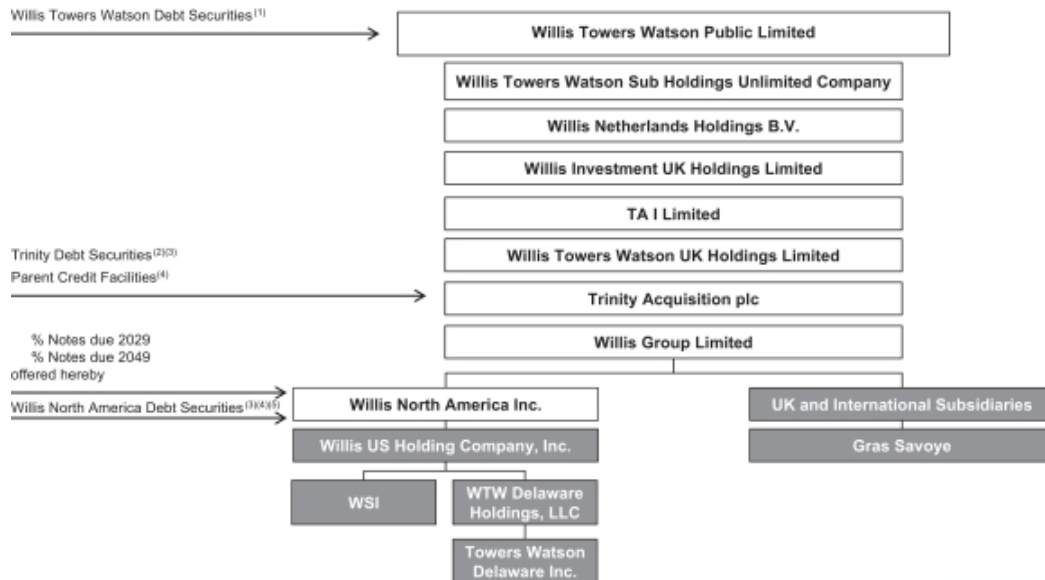 Willis Towers Watson Debt Securities(1)
Willis Towers Watson Public Limited
Willis Towers Watson Sub Holdings Unlimited Company
Willis Netherlands Holdings B.V.
Willis Investment UK Holdings Limited
TA I Limited
Trinity Debt Securities(2)(3)
Willis Towers Watson UK Holdings Limited
Parent Credit Facilities(4)
Trinity Acquisition plc
% Notes due 2029
% Notes due 2049
offered hereby
Willis Group Limited
Willis North America Debt Securities(3)(4)(5)
Willis North America Inc.
UK and International Subsidiaries
Willis US Holding Company, Inc.
Gras Savoye
WSI
WTW Delaware
Holdings, LLC
Towers Watson
Delaware Inc.